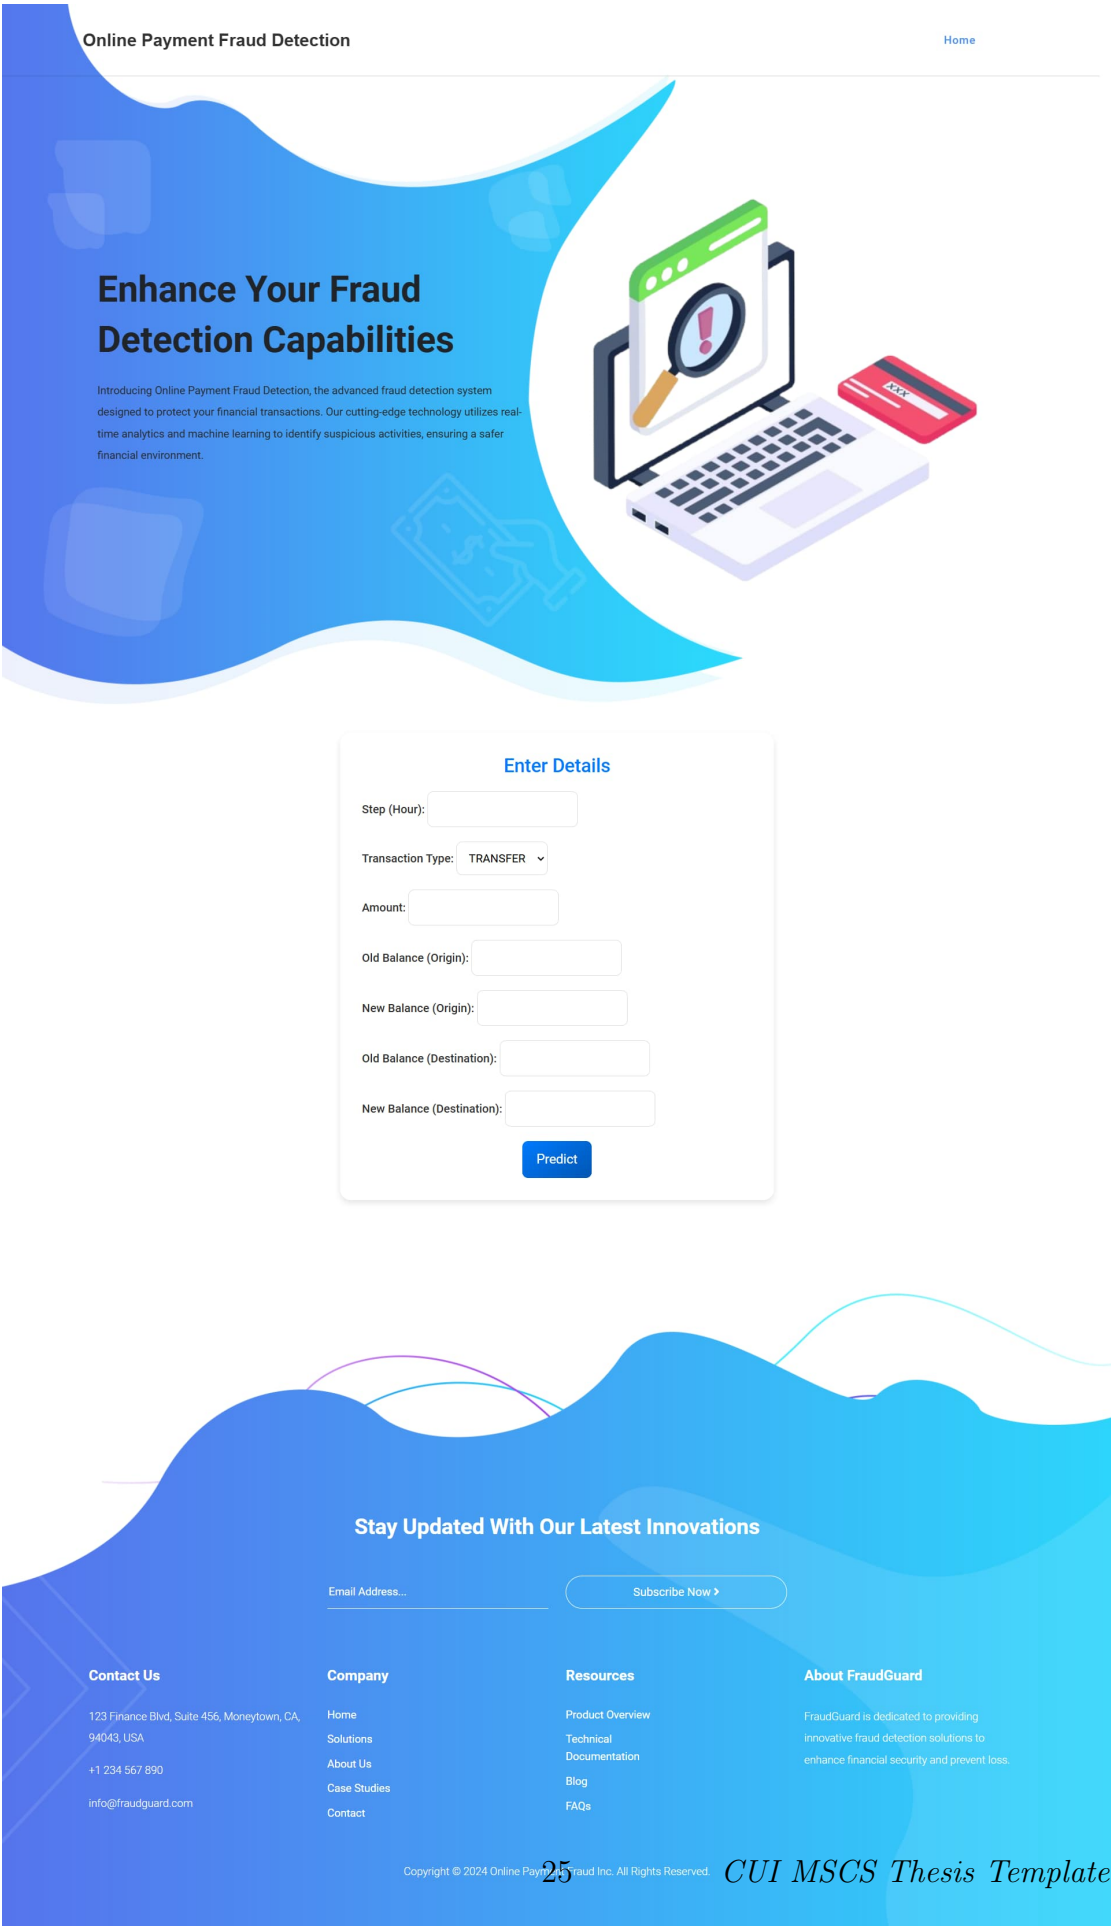 Online Payment Fraud Detection
Home
Enhance Your Fraud
Detection Capabilities
Introducing Online Payment Fraud Detection, the advanced fraud detection system
designed to protect your financial transactions. Our cutting-edge technology utilizes real-
time analytics and machine learning to identify suspicious activities, ensuring a safer
financial environment.
XXX
$
Enter Details
Step (Hour):
Transaction Type: TRANSFER
Amount:
Old Balance (Origin):
New Balance (Origin):
Old Balance (Destination):
New Balance (Destination):
Predict
Stay Updated With Our Latest Innovations
Email Address...
Subscribe Now
Contact Us
123 Finance Blvd, Suite 456, Moneytown, CA,
94043, USA
+1 234 567 890
info@fraudguard.com
Company
Home
Solutions
About Us
Case Studies
Contact
Resources
Product Overview
Technical
Documentation
Blog
FAQs
About FraudGuard
FraudGuard is dedicated to providing
innovative fraud detection solutions to
enhance financial security and prevent loss.
Copyright © 2024 Online Payment Fraud Inc. All Rights Reserved.
25
CUI MSCS Thesis Template